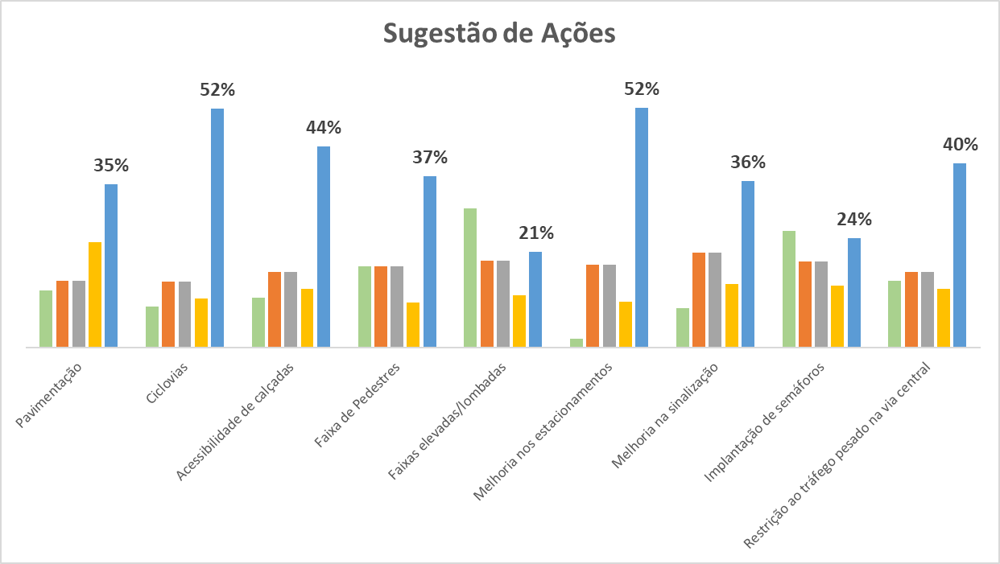 Sugestão de Ações
35%
52%
44%
37%
21%
52%
36%
24%
40%
Pavimentação
Ciclovias
Acessibilidade de calçadas
Faixa de Pedestres
Faixas elevadas/lombadas
Melhoria nos estacionamentos
Melhoria na sinalização
Implantação de semáforos
Restrição ao tráfego pesado na via central